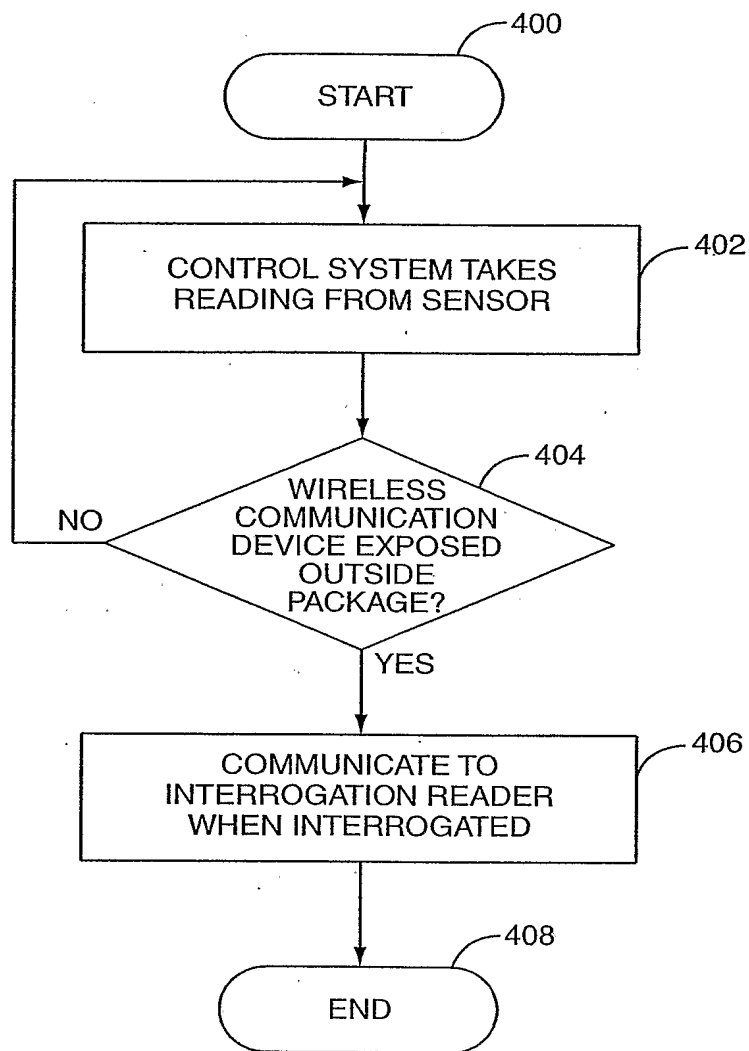 400
START
CONTROL SYSTEM TAKES
READING FROM SENSOR
402
404
WIRELESS
COMMUNICATION
DEVICE EXPOSED
OUTSIDE
PACKAGE?
NO
YES
COMMUNICATE TO
INTERROGATION READER
WHEN INTERROGATED
406
408
END